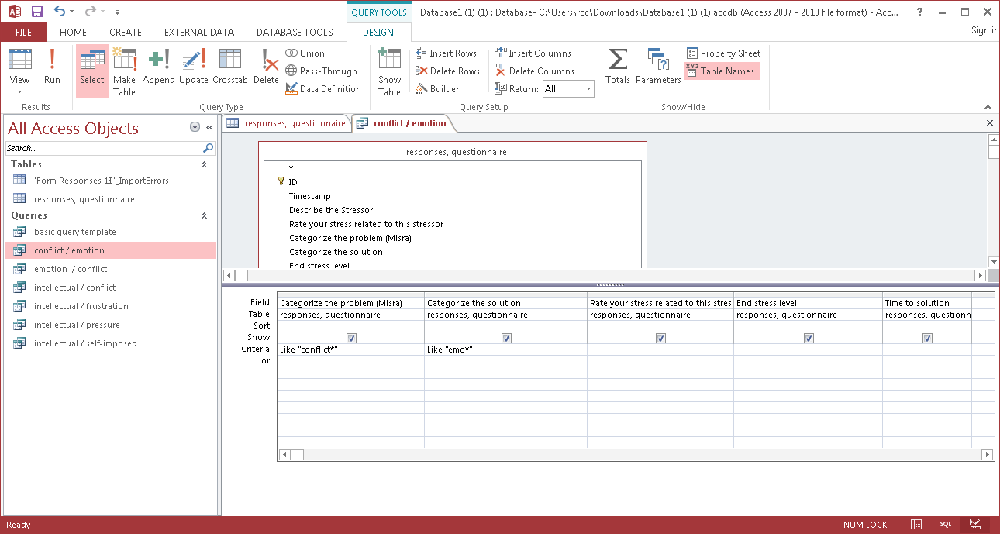 QUERY TOOLS
Database1 (1) (1) : Database- C:\Users\rcc\Downloads\Database1 (1) (1).accdb (Access 2007 - 2013 file format) - Acc...
FILE HOME CREATE EXTERNAL DATA DATABASE TOOLS DESIGN Sign in
View
Run
Select
Make Table
Append
Update
Crosstab
Delete
Union
Pass-Through
Data Definition
Show Table
Insert Rows
Delete Rows
Builder
Insert Columns
Delete Columns
Return: All
Totals
Parameters
Property Sheet
Table Names
Results Query Type Query Setup Show/Hide
All Access Objects
Search...
Tables
'Form Responses 1$'_ImportErrors
responses, questionnaire
Queries
basic query template
conflict / emotion
emotion / conflict
intellectual / conflict
intellectual / frustration
intellectual / pressure
intellectual / self-imposed
responses, questionnaire conflict / emotion
responses, questionnaire
*
ID
Timestamp
Describe the Stressor
Rate your stress related to this stressor
Categorize the problem (Misra)
Categorize the solution
End stress level
Field: Categorize the problem (Misra) Categorize the solution Rate your stress related to this stres End stress level Time to solution
Table: responses, questionnaire responses, questionnaire responses, questionnaire responses, questionnaire responses, questionn
Sort:
Show:
Criteria: Like "conflict*" Like "emo*"
or:
Ready NUM LOCK SQL